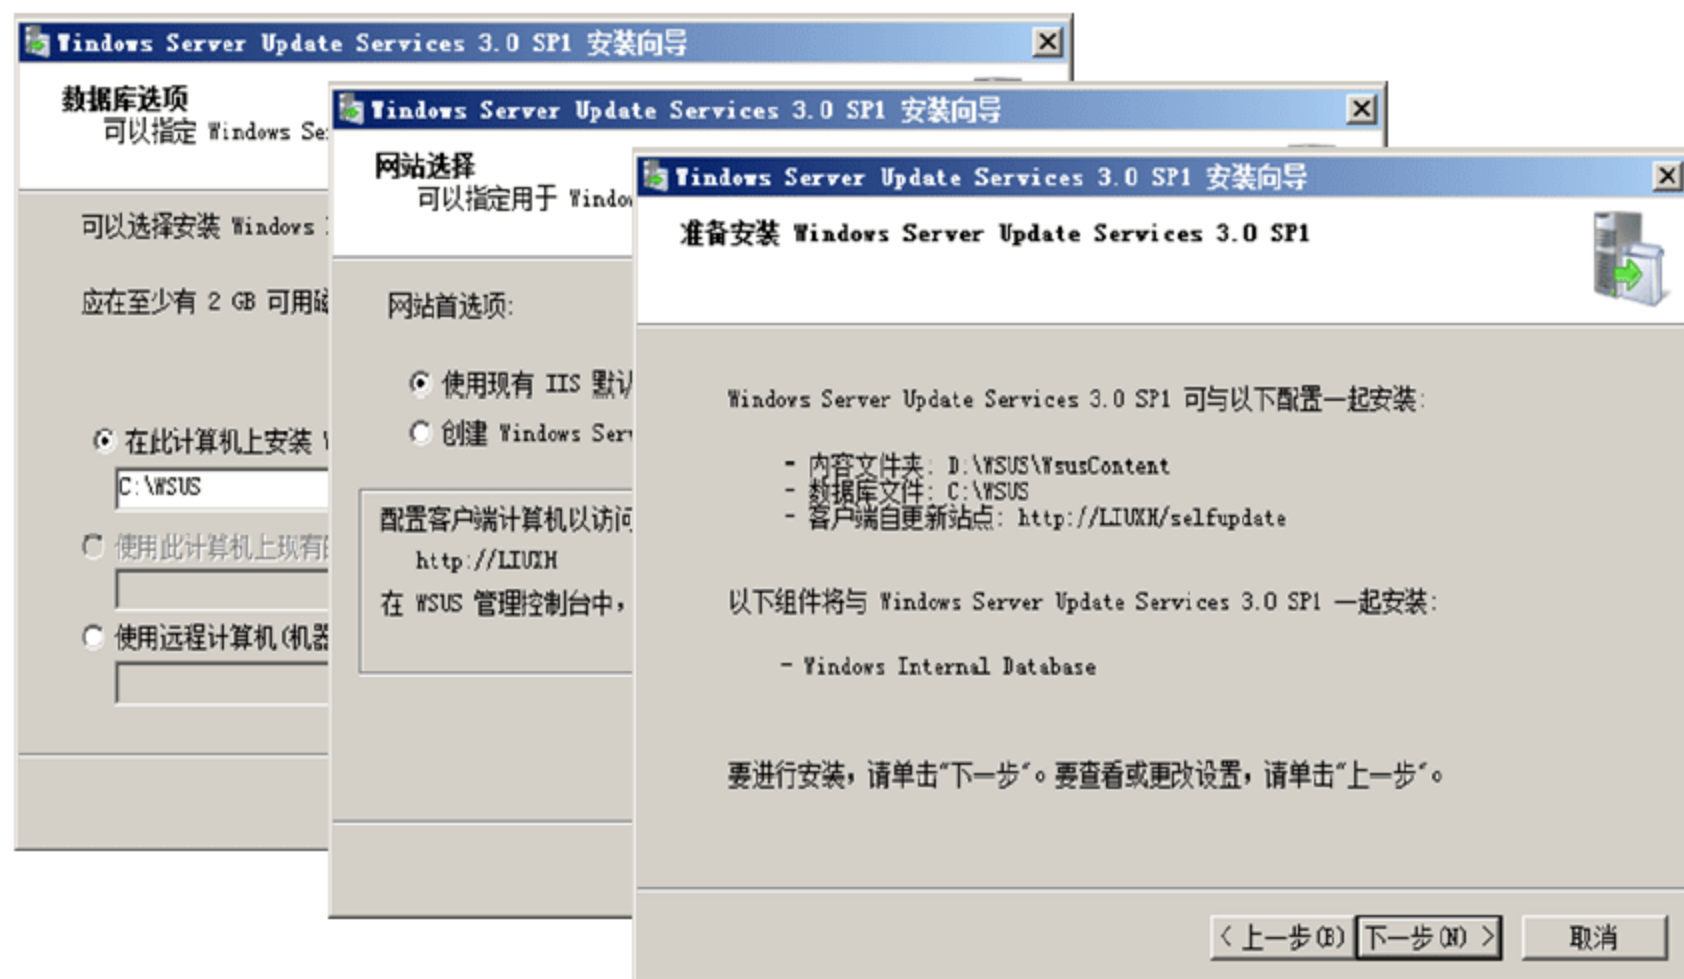 Windows Server Update Services 3.0 SP1 安装向导
数据库选项
可以指定 Windows
可以选择安装 Windows
应在至少有 2 GB 可用
在此计算机上安装
C:\WSUS
使用此计算机上现有
使用远程计算机(机器
Windows Server Update Services 3.0 SP1 安装向导
网站选择
可以指定用于
网站首选项:
使用现有 IIS 默认
创建 Windows
配置客户端计算机以访问
http://LIUXH
在 WSUS 管理控制台中，
Windows Server Update Services 3.0 SP1 安装向导
准备安装 Windows Server Update Services 3.0 SP1
Windows Server Update Services 3.0 SP1 可与以下配置一起安装:
- 内容文件夹: D:\WSUS\WsusContent
- 数据库文件: C:\WSUS
- 客户端自更新站点: http://LIUXH/selfupdate
以下组件将与 Windows Server Update Services 3.0 SP1 一起安装:
- Windows Internal Database
要进行安装，请单击“下一步”。要查看或更改设置，请单击“上一步”。
< 上一步(B) 下一步(N) > 取消